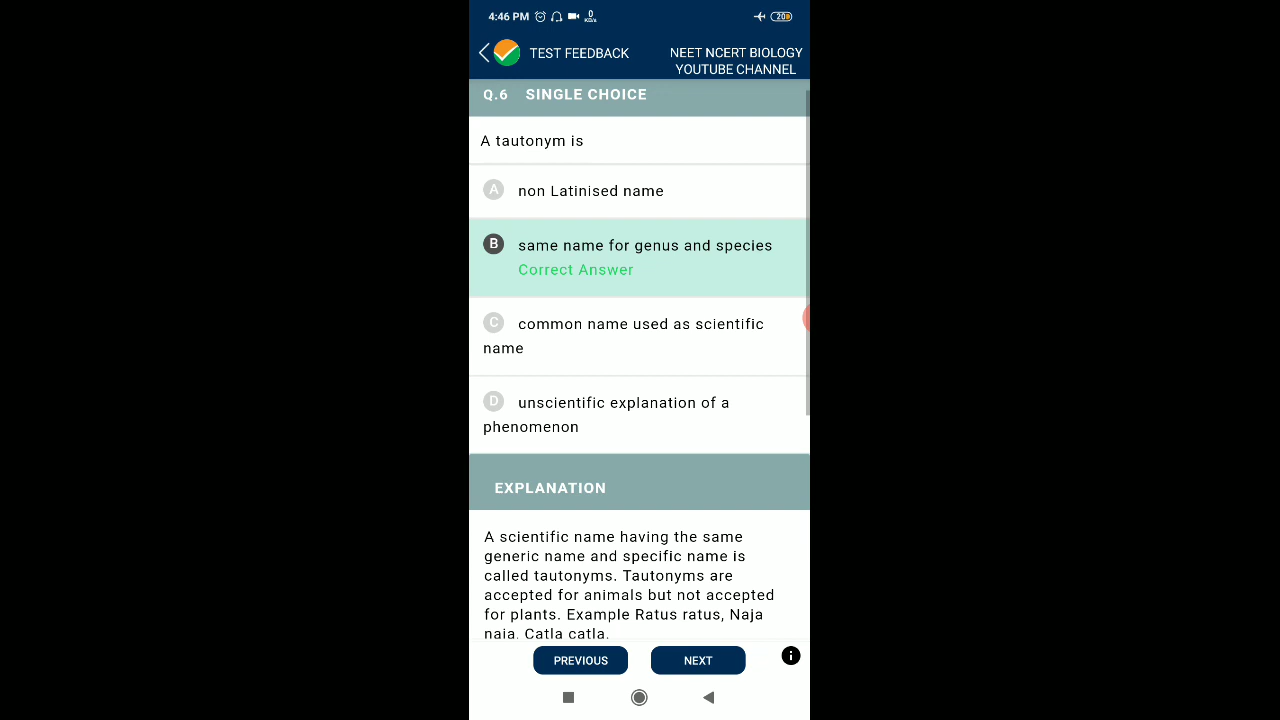 4:46 PM 0 KB/s 20
TEST FEEDBACK
NEET NCERT BIOLOGY
YOUTUBE CHANNEL
Q.6 SINGLE CHOICE
A tautonym is
A non Latinised name
B same name for genus and species
Correct Answer
C common name used as scientific
name
D unscientific explanation of a
phenomenon
EXPLANATION
A scientific name having the same
generic name and specific name is
called tautonyms. Tautonyms are
accepted for animals but not accepted
for plants. Example Ratus ratus, Naja
naja, Catla catla.
PREVIOUS NEXT